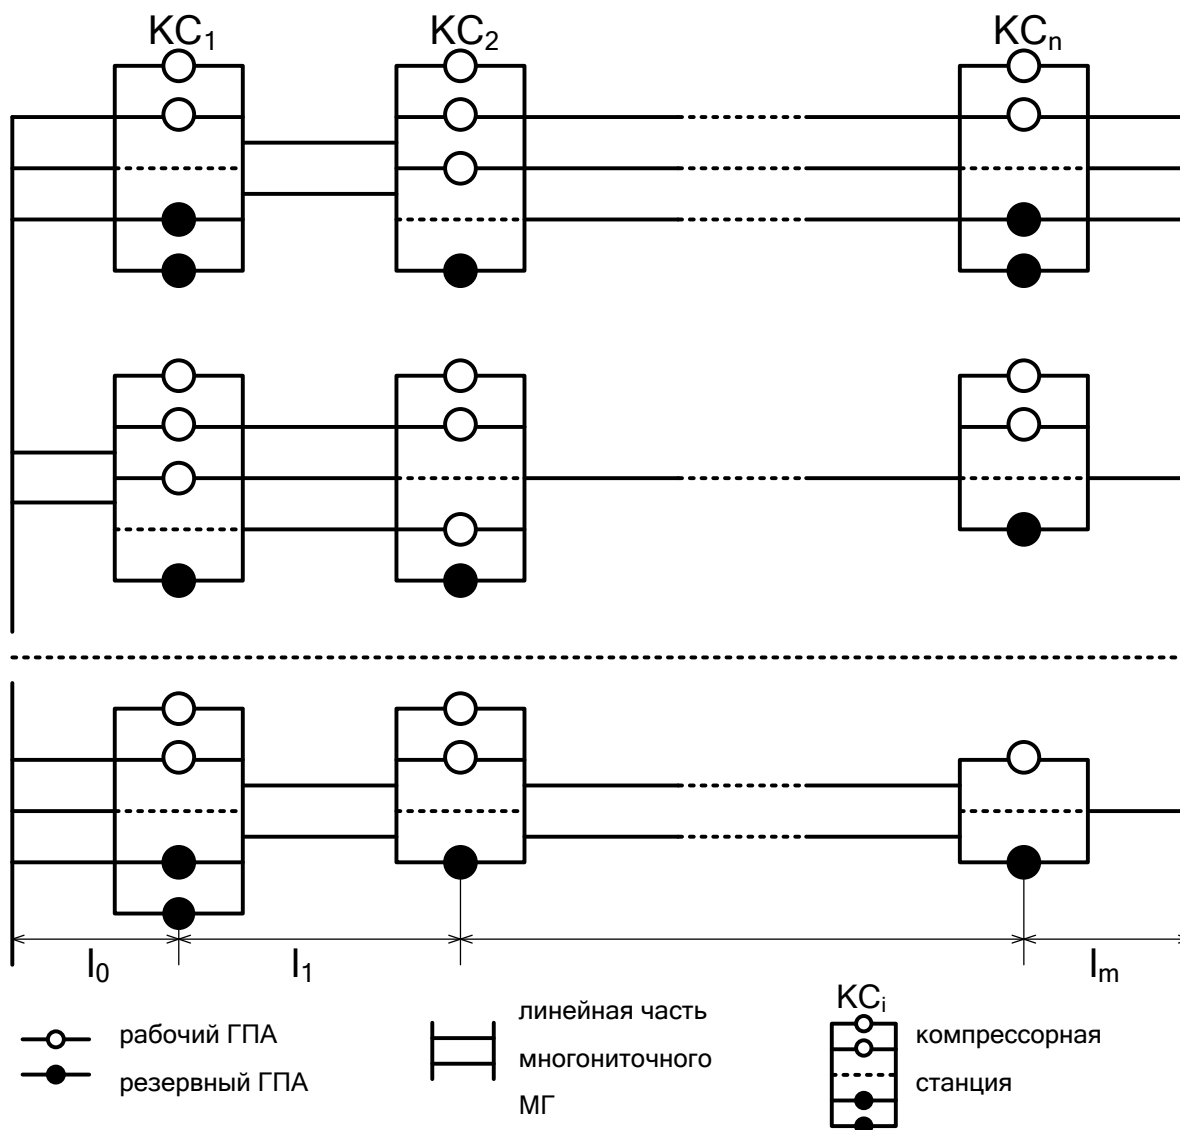 КС₁
КС₂
КСₙ
l₀
l₁
lₘ
рабочий ГПА
резервный ГПА
линейная часть
многониточного
МГ
КСᵢ
компрессорная
станция